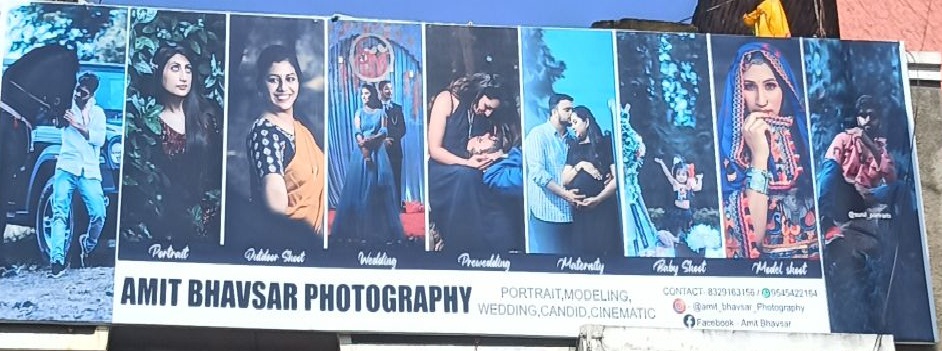 Portrait
Outdoor Shoot
Wedding
Prewedding
Maternity
Baby Shoot
Model shoot
AMIT BHAVSAR PHOTOGRAPHY
PORTRAIT,MODELING,
WEDDING,CANDID,CINEMATIC
CONTACT- 8329163156 / 9545422164
@amit_bhavsar_Photography
Facebook - Amit Bhavsar